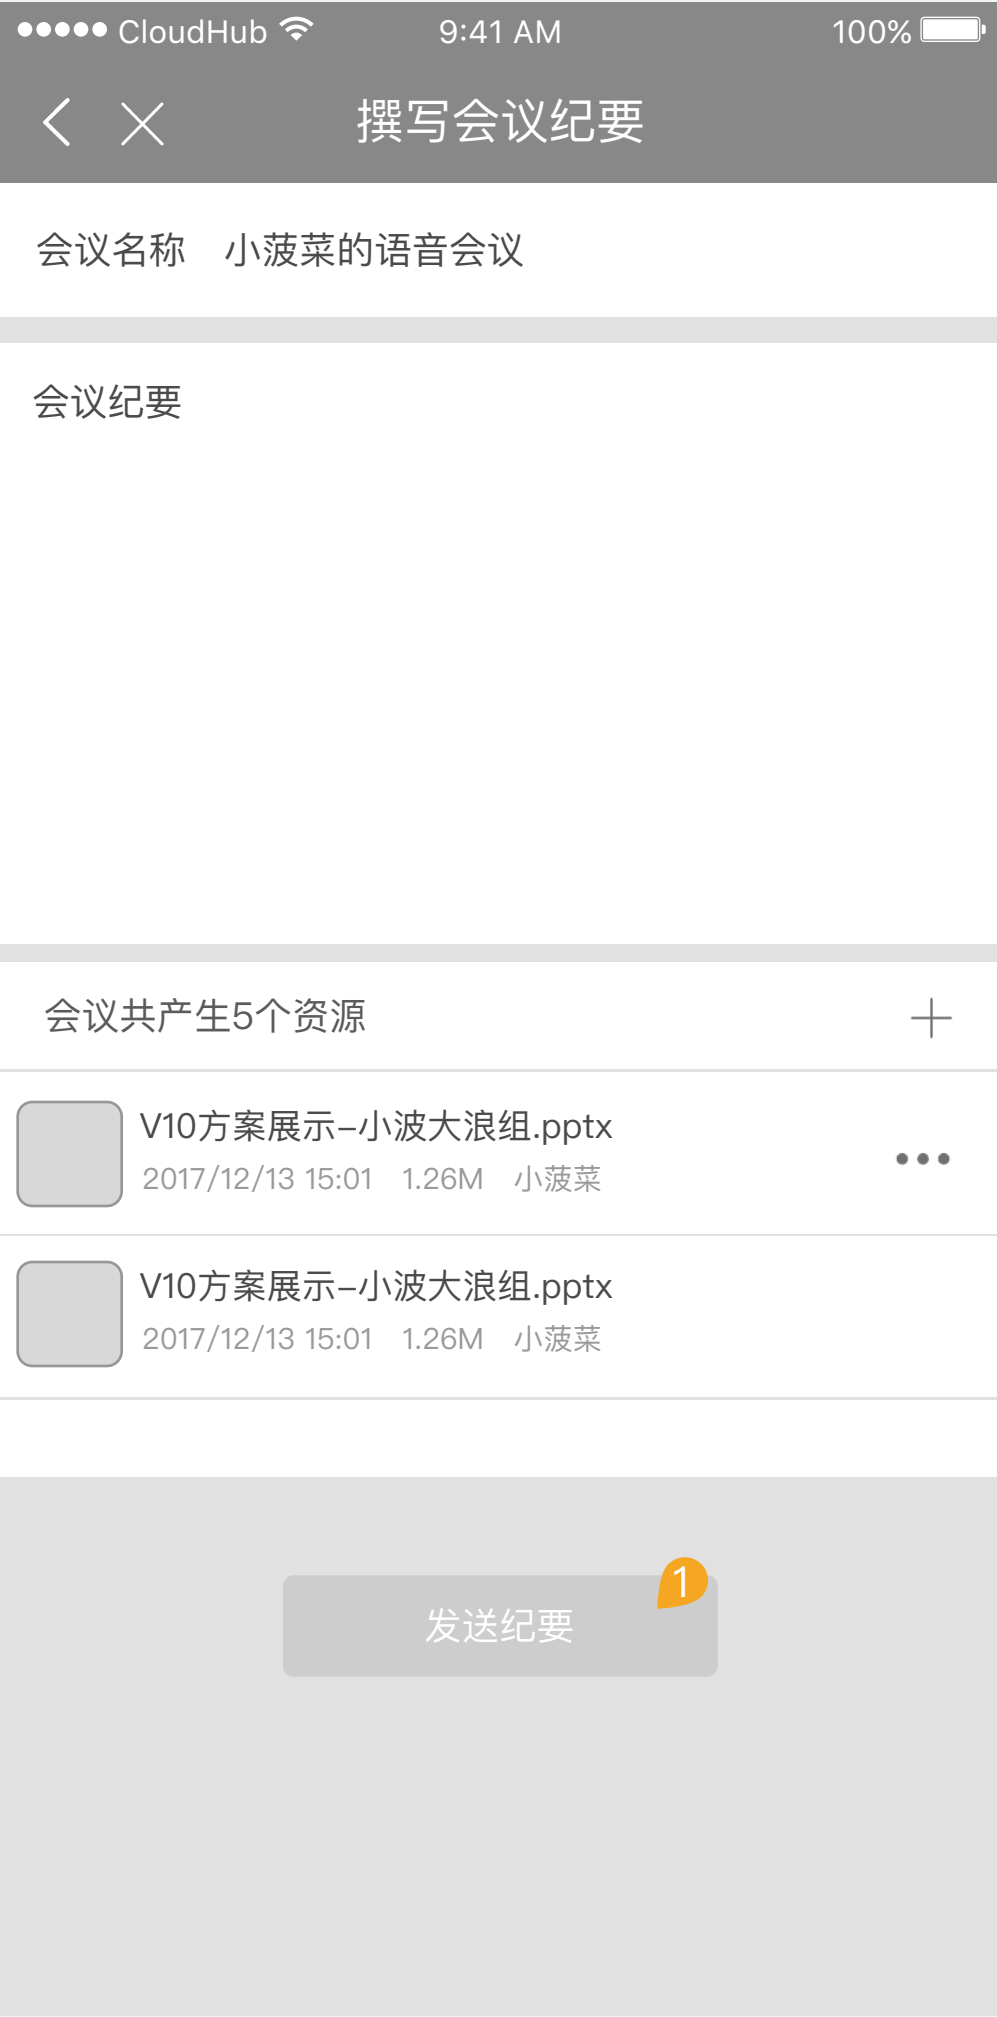 CloudHub 9:41 AM 100%
撰写会议纪要
会议名称 小菠菜的语音会议
会议纪要
会议共产生5个资源
V10方案展示–小波大浪组.pptx
2017/12/13 15:01 1.26M 小菠菜
V10方案展示–小波大浪组.pptx
2017/12/13 15:01 1.26M 小菠菜
1
发送纪要